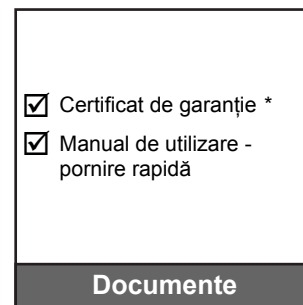 Certificat de garanție *
Manual de utilizare -
pornire rapidă
Documente